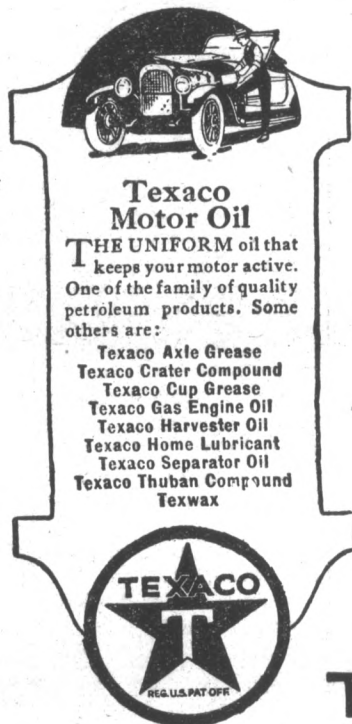 Texaco
Motor Oil
THE UNIFORM oil that
keeps your motor active.
One of the family of quality
petroleum products. Some
others are:
Texaco Axle Grease
Texaco Crater Compound
Texaco Cup Grease
Texaco Gas Engine Oil
Texaco Harvester Oil
Texaco Home Lubricant
Texaco Separator Oil
Texaco Thuban Compound
Texwax
TEXACO
T
REG. U.S. PAT OFF.
T